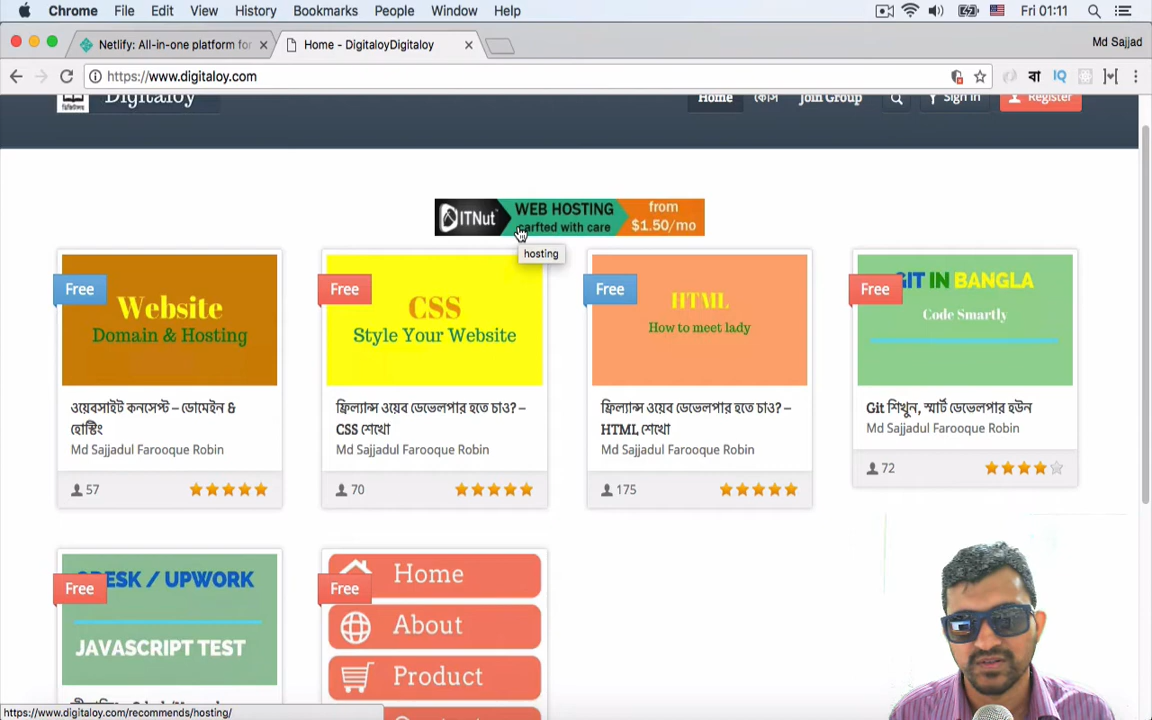 Chrome File Edit View History Bookmarks People Window Help Fri 01:11
Netlify: All-in-one platform for Home - DigitaloyDigitaloy Md Sajjad
https://www.digitaloy.com বা IQ
Digitaloy Home কোর্স Join Group Sign in Register
ITNut WEB HOSTING from
carfted with care $1.50/mo
hosting
Free Free Free Free
Website
Domain & Hosting
CSS
Style Your Website
HTML
How to meet lady
GIT IN BANGLA
Code Smartly
ওয়েবসাইট কনসেপ্ট – ডোমেইন &
হোস্টিং
Md Sajjadul Farooque Robin
57
ফ্রিল্যান্স ওয়েব ডেভেলপার হতে চাও? –
CSS শেখো
Md Sajjadul Farooque Robin
70
ফ্রিল্যান্স ওয়েব ডেভেলপার হতে চাও? –
HTML শেখো
Md Sajjadul Farooque Robin
175
Git শিখুন, স্মার্ট ডেভেলপার হউন
Md Sajjadul Farooque Robin
72
Free
ODESK / UPWORK
JAVASCRIPT TEST
Free
Home
About
Product
https://www.digitaloy.com/recommends/hosting/